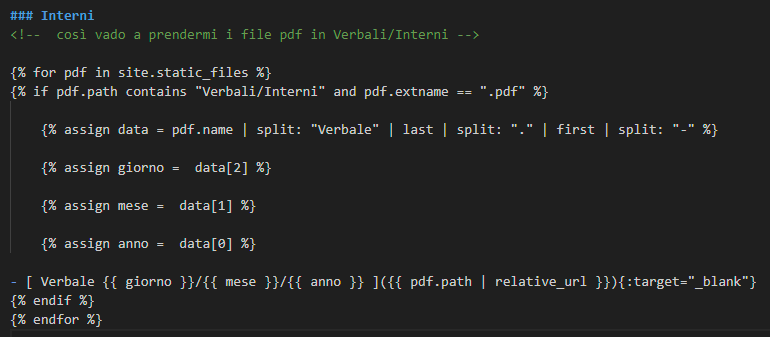 ### Interni
<!--  così vado a prendermi i file pdf in Verbali/Interni -->
{% for pdf in site.static_files %}
{% if pdf.path contains "Verbali/Interni" and pdf.extname == ".pdf" %}
{% assign data = pdf.name | split: "Verbale" | last | split: "." | first | split: "-" %}
{% assign giorno =  data[2] %}
{% assign mese =  data[1] %}
{% assign anno =  data[0] %}
- [ Verbale {{ giorno }}/{{ mese }}/{{ anno }} ]({{ pdf.path | relative_url }}){:target="_blank"}
{% endif %}
{% endfor %}